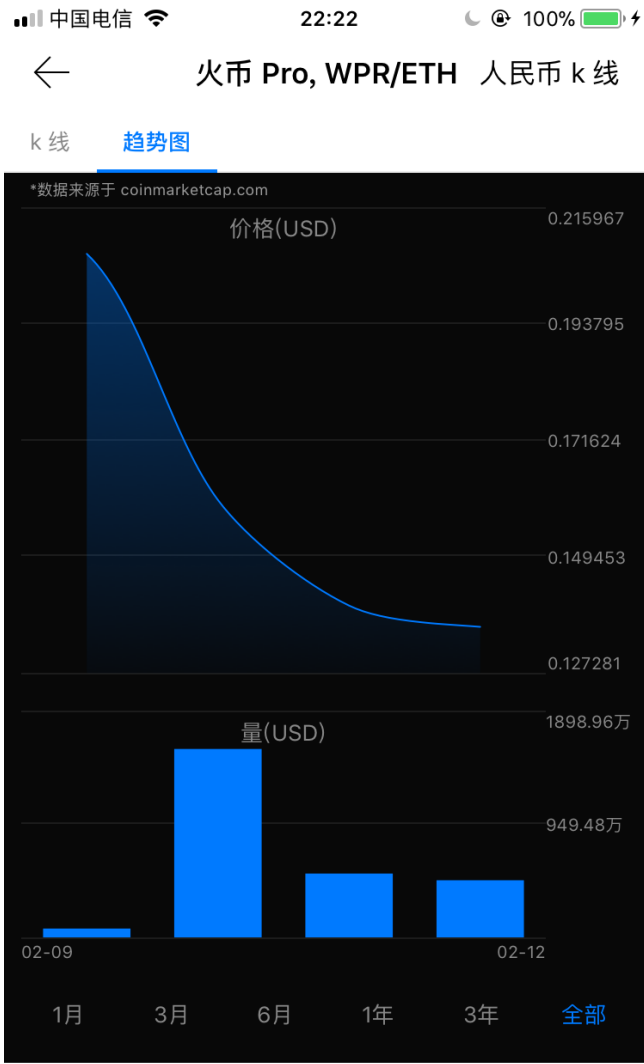 中国电信 22:22 100%
火币 Pro, WPR/ETH 人民币 k 线
k 线 趋势图
*数据来源于 coinmarketcap.com
价格(USD)
0.215967
0.193795
0.171624
0.149453
0.127281
量(USD)
1898.96万
949.48万
02-09 02-12
1月 3月 6月 1年 3年 全部